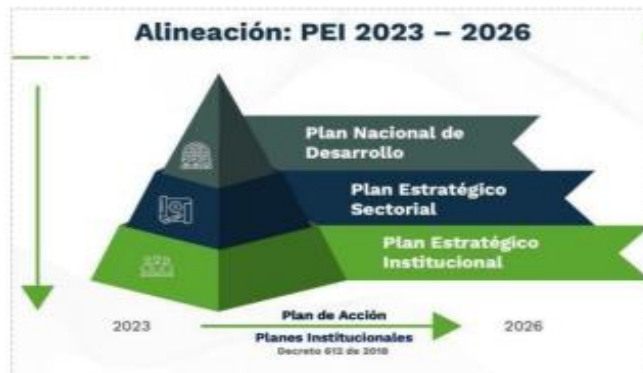 Alineación: PEI 2023 – 2026
Plan Nacional de
Desarrollo
Plan Estratégico
Sectorial
Plan Estratégico
Institucional
2023
Plan de Acción
Planes Institucionales
Decreto 612 de 2018
2026